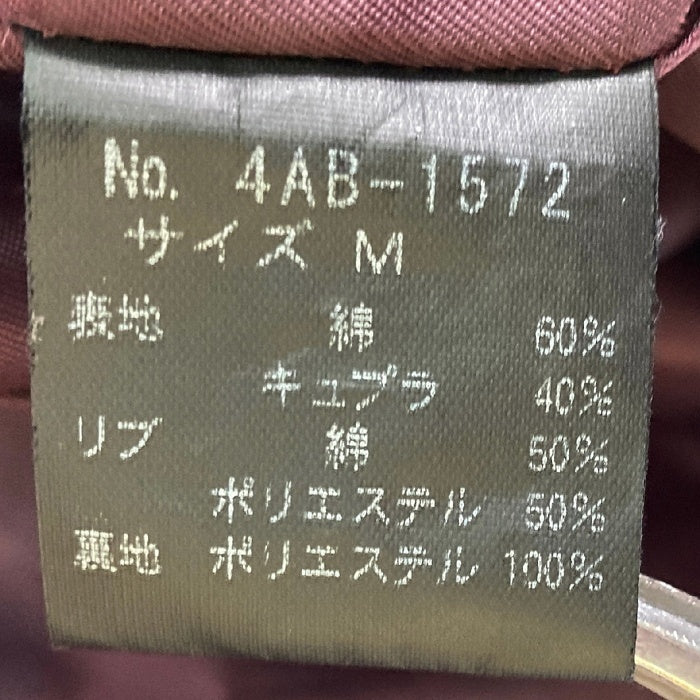 No. 4AB-1572
サイズ M
表地 綿 60%
キュプラ 40%
リブ 綿 50%
ポリエステル 50%
裏地 ポリエステル 100%